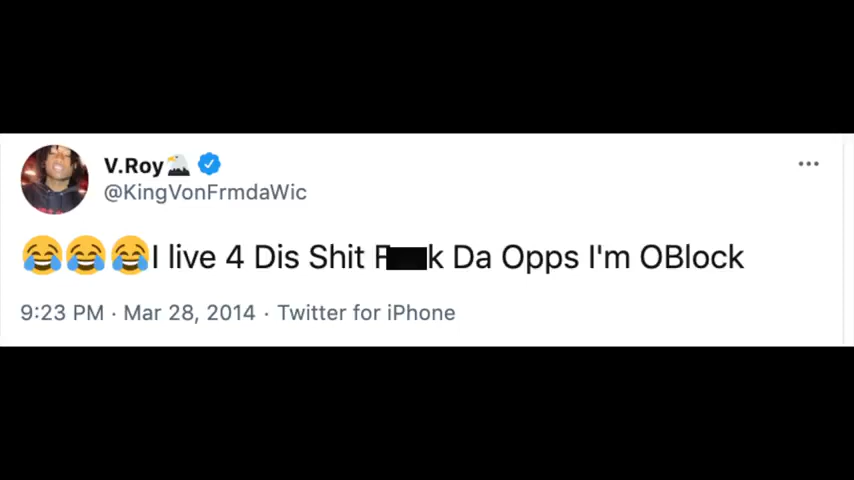 V.Roy🦅
@KingVonFrmdaWic
😂😂😂I live 4 Dis Shit F k Da Opps I'm OBlock
9:23 PM · Mar 28, 2014 · Twitter for iPhone